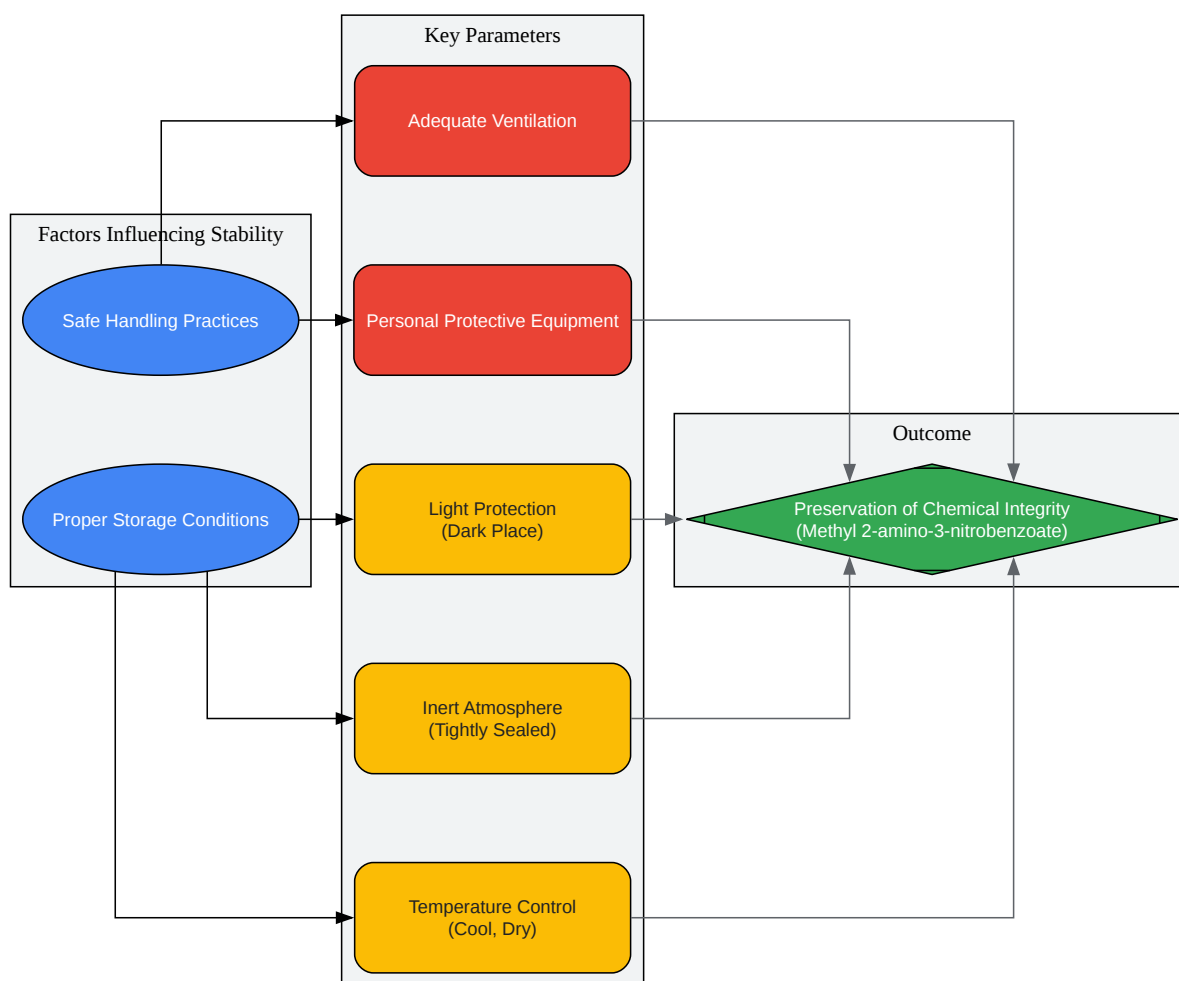 Key Parameters
Adequate Ventilation
Factors Influencing Stability
Safe Handling Practices
Personal Protective Equipment
Outcome
Proper Storage Conditions
Light Protection
(Dark Place)
Preservation of Chemical Integrity
(Methyl 2-amino-3-nitrobenzoate)
Inert Atmosphere
(Tightly Sealed)
Temperature Control
(Cool, Dry)